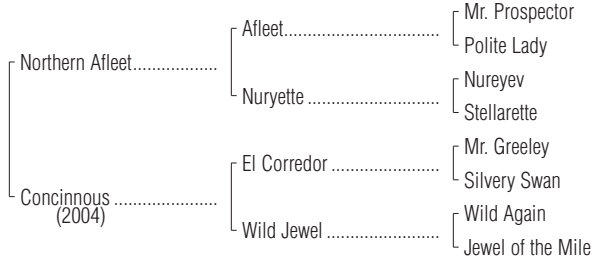 Mr. Prospector
Afleet
Polite Lady
Northern Afleet
Nureyev
Nuryette
Stellarette
Mr. Greeley
El Corredor
Silvery Swan
Concinnous
(2004)
Wild Again
Wild Jewel
Jewel of the Mile